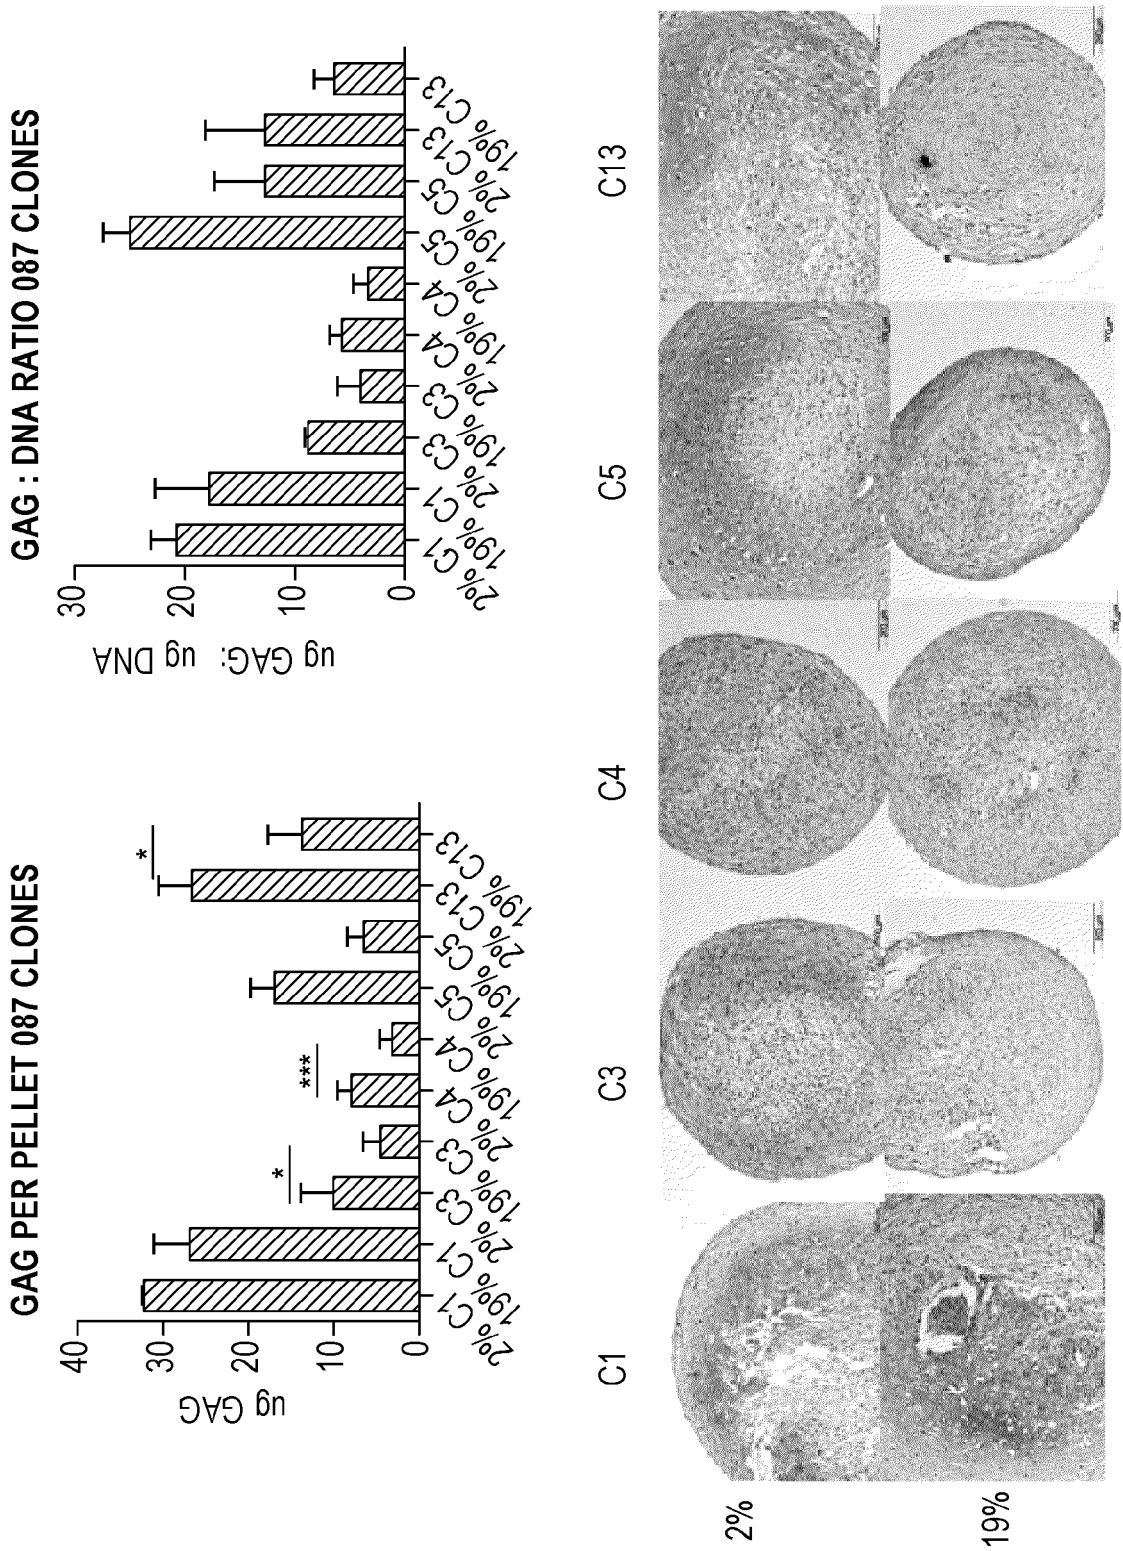 GAG PER PELLET 087 CLONES
ug GAG
40
30
20
10
0
*
***
*
2% C1
19% C1
2% C3
19% C3
2% C4
19% C4
2% C5
19% C5
2% C13
19% C13
GAG : DNA RATIO 087 CLONES
ug GAG: ug DNA
30
20
10
0
2% C1
19% C1
2% C3
19% C3
2% C4
19% C4
2% C5
19% C5
2% C13
19% C13
C1
C3
C4
C5
C13
2%
19%